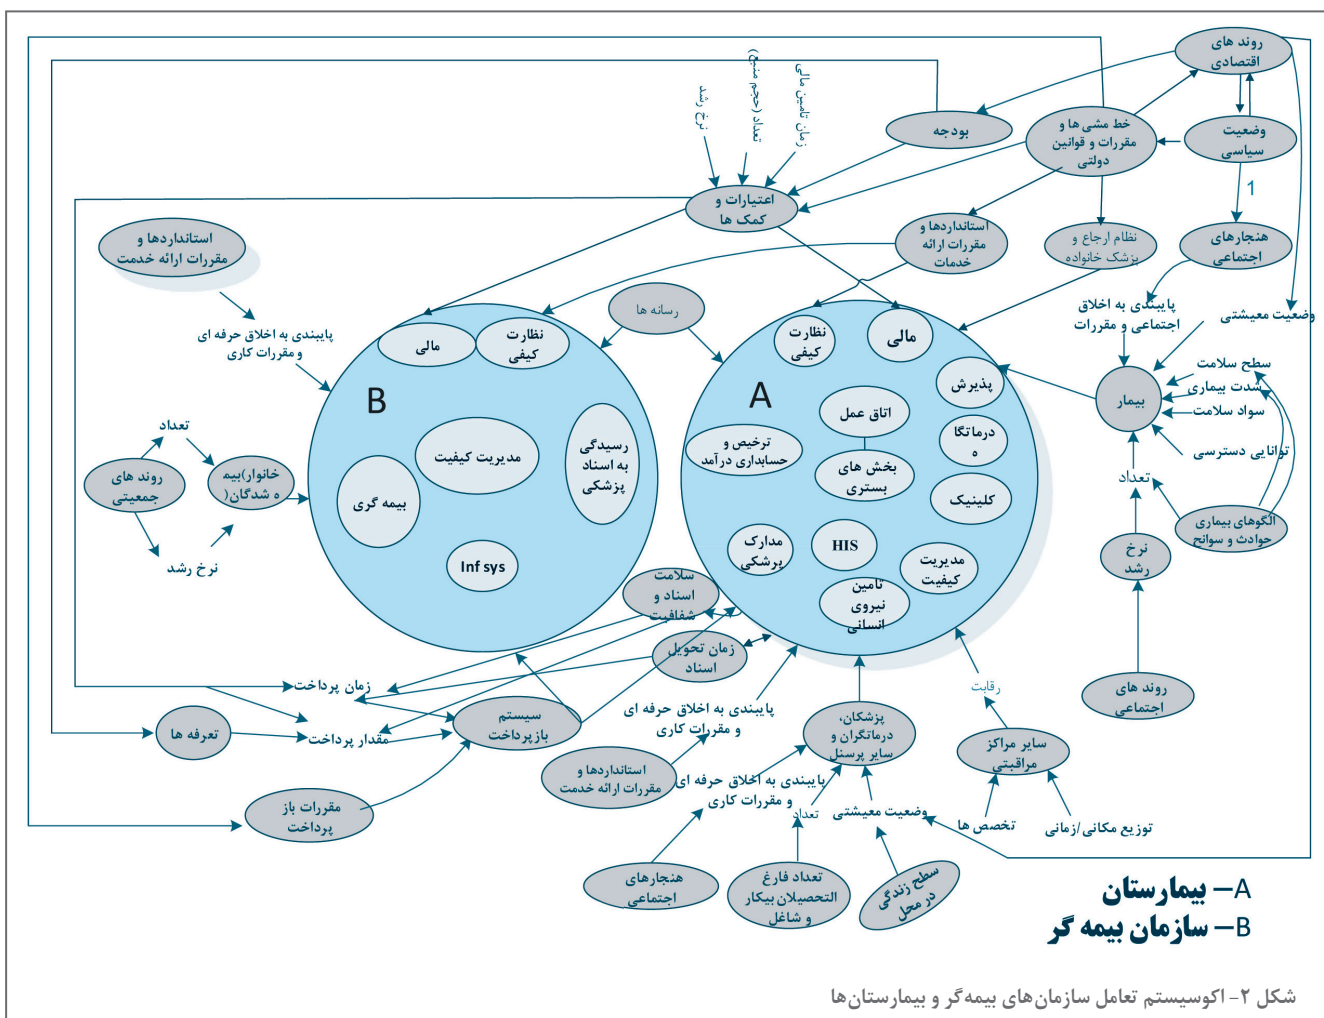 روند های
اقتصادی
زمان تامین مالی
تعداد (حجم منبع)
نرخ رشد
بودجه
خط مشی ها و
مقررات و قوانین
دولتی
وضعیت
سیاسی
1
اعتبارات و
کمک ها
استانداردها و
مقررات ارائه
خدمات
نظام ارجاع و
پزشک خانواده
هنجارهای
اجتماعی
استانداردها و
مقررات ارائه خدمت
پایبندی به اخلاق
اجتماعی و مقررات
وضعیت معیشتی
رسانه ها
پایبندی به اخلاق حرفه ای
و مقررات کاری
مالی
نظارت
کیفی
B
رسیدگی
به اسناد
پزشکی
مدیریت کیفیت
بیمه گری
Inf sys
نظارت
کیفی
مالی
پذیرش
A
اتاق عمل
درماتگا
ه
ترخیص و
حسابداری درآمد
بخش های
بستری
کلینیک
مدارک
پرشکی
HIS
مدیریت
کیفیت
تامین
نیروی
انسانی
بیمار
سطح سلامت
شدت بیماری
سواد سلامت
توانایی دسترسی
تعداد
الگوهای بیماری
حوادث و سوانح
نرخ
رشد
روند های
اجتماعی
تعداد
روند های
جمعیتی
خانوار)بیم
ه شدگان(
نرخ رشد
سلامت
اسناد و
شفافیت
زمان تحویل
اسناد
زمان پرداخت
تعرفه ها
مقدار پرداخت
سیستم
بازپرداخت
مقررات باز
پرداخت
پایبندی به اخلاق حرفه ای
و مقررات کاری
استانداردها و
مقررات ارائه خدمت
پزشکان،
درماتگران و
سایر پرسنل
رقابت
سایر مراکز
مراقبتی
پایبندی به اخلاق حرفه ای
و مقررات کاری
تعداد
وضعیت معیشتی
تخصص ها
توزیع مکانی/زمانی
هنجارهای
اجتماعی
تعداد فارغ
التحصیلان بیکار
و شاغل
سطح زندگی
در محل
A– بیمارستان
B– سازمان بیمه گر
شکل ۲- اکوسیستم تعامل سازمان‌های بیمه‌گر و بیمارستان‌ها